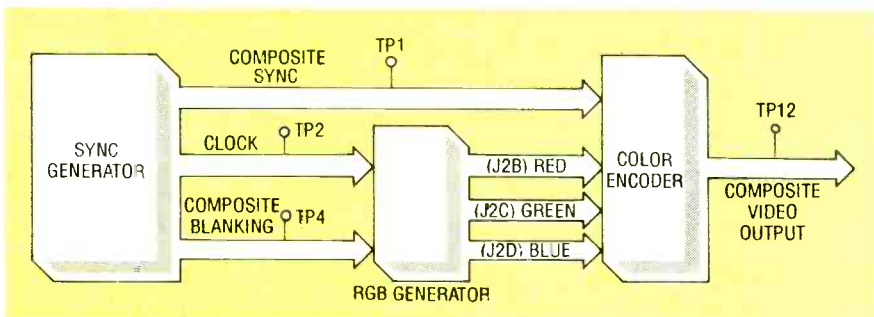 COMPOSITE
SYNC
TP1
SYNC
GENERATOR
CLOCK
TP2
COMPOSITE
BLANKING
TP4
RGB GENERATOR
(J2B) RED
(J2C) GREEN
(J2D) BLUE
COLOR
ENCODER
TP12
COMPOSITE
VIDEO
OUTPUT